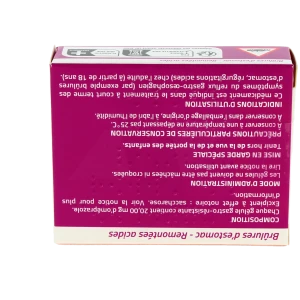 Brûlures d'estomac - Remontées acides
COMPOSITION
Chaque gélule gastro-résistante contient 20,00 mg d'oméprazole.
Excipient à effet notoire : saccharose. Voir la notice pour plus
d'information.
MODE ADMINISTRATION
Les gélules ne doivent pas être mâchées ni croquées.
Lire la notice avant utilisation.
MISE EN GARDE SPÉCIALE
Tenir hors de la vue et de la portée des enfants.
PRÉCAUTIONS PARTICULIÈRES DE CONSERVATION
À conserver à une température ne dépassant pas 25°C.
À conserver dans l'emballage d'origine, à l'abri de l'humidité.
INDICATIONS D'UTILISATION
Ce médicament est indiqué dans le traitement à court terme des
symptômes du reflux gastro-œsophagien (par exemple brûlures
d'estomac, régurgitations acides) chez l'adulte (à partir de 18 ans).